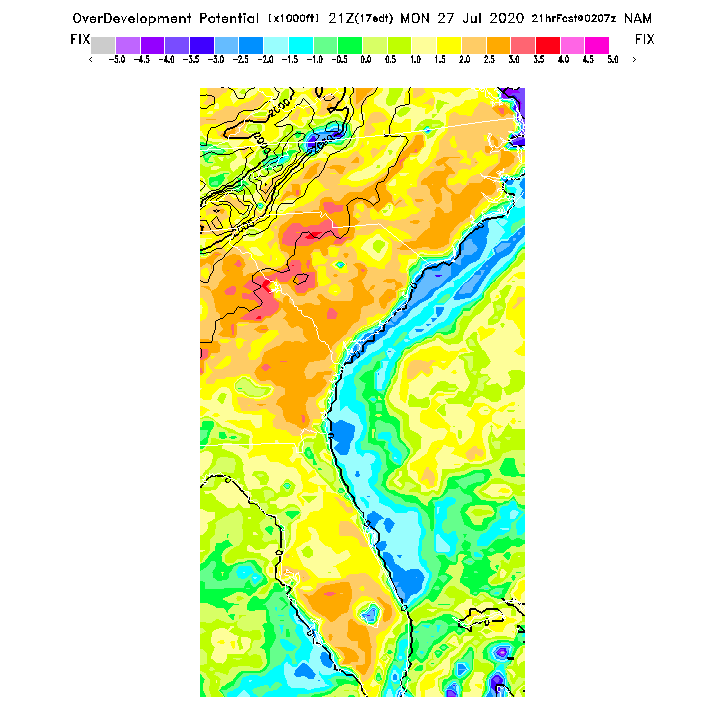 OverDevelopment Potential [x1000ft] 21Z(17edt) MON 27 Jul 2020 21hrFcst@0207z NAM
FIX FIX
< -5.0 -4.5 -4.0 -3.5 -3.0 -2.5 -2.0 -1.5 -1.0 -0.5 0.0 0.5 1.0 1.5 2.0 2.5 3.0 3.5 4.0 4.5 5.0 >
2000
2000